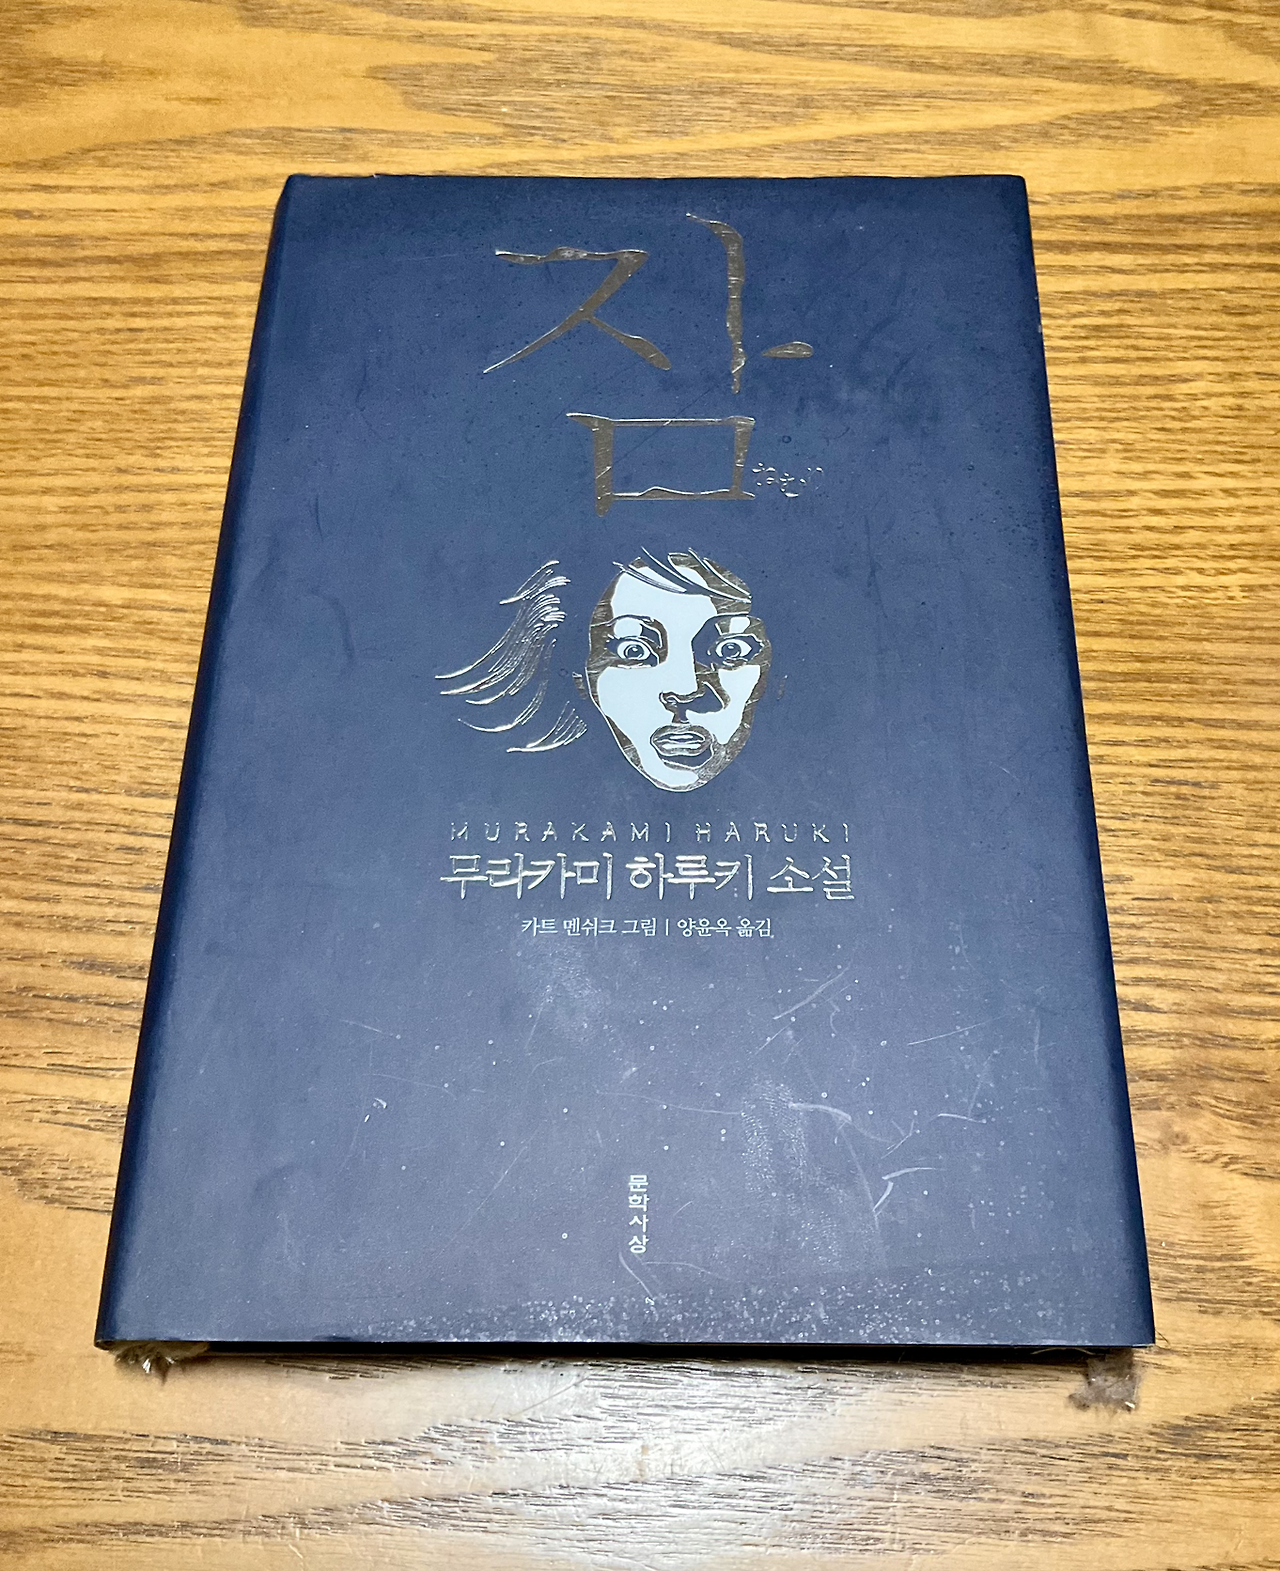 잠
MURAKAMI HARUKI
무라카미 하루키 소설
카트 멘쉬크 그림 | 양윤옥 옮김
문학사상